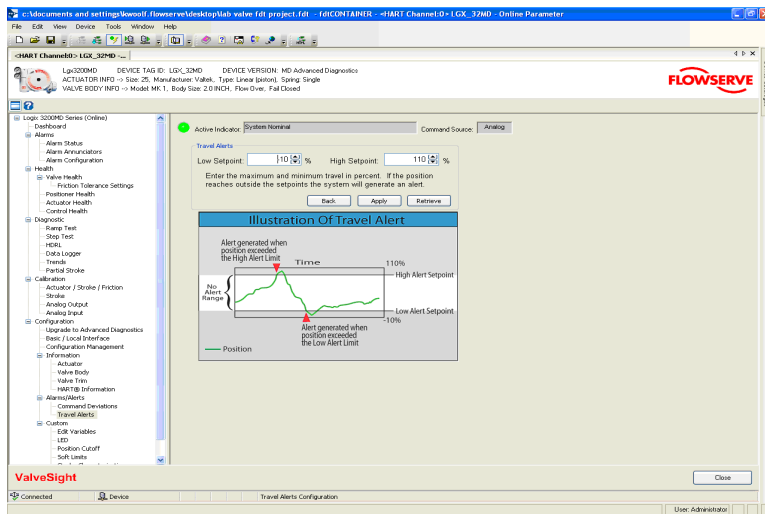 c:\documents and settings\kwoolf.flowserve\desktop\lab valve fdt project.fdt - fdtCONTAINER - <HART Channel:0> LGX_32MD - Online Parameter
File Edit View Device Tools Window Help
<HART Channel:0> LGX_32MD -...
Lgx3200MD DEVICE TAG ID: LGX_32MD DEVICE VERSION: MD Advanced Diagnostics
ACTUATOR INFO --> Size: 25, Manufacturer: Valtek, Type: Linear (piston), Spring: Single
VALVE BODY INFO --> Model: MK 1, Body Size: 2.0 INCH, Flow Over, Fail Closed
FLOWSERVE
Logix 3200MD Series (Online)
Dashboard
Alarms
Alarm Status
Alarm Annunciators
Alarm Configuration
Health
Valve Health
Friction Tolerance Settings
Positioner Health
Actuator Health
Control Health
Diagnostic
Ramp Test
Step Test
HDRL
Data Logger
Trends
Partial Stroke
Calibration
Actuator / Stroke / Friction
Stroke
Analog Output
Analog Input
Configuration
Upgrade to Advanced Diagnostics
Basic / Local Interface
Configuration Management
Information
Actuator
Valve Body
Valve Trim
HART® Information
Alarms/Alerts
Command Deviations
Travel Alerts
Custom
Edit Variables
LED
Position Cutoff
Soft Limits
Active Indicator: System Nominal Command Source: Analog
Travel Alerts
Low Setpoint: -10 % High Setpoint: 110 %
Enter the maximum and minimum travel in percent. If the position
reaches outside the setpoints the system will generate an alert.
Back Apply Retrieve
Illustration Of Travel Alert
Alert generated when
position exceeded
the High Alert Limit
Time
110%
High Alert Setpoint
No
Alert
Range
Low Alert Setpoint
-10%
Alert generated when
position exceeded
the Low Alert Limit
Position
ValveSight
Close
Connected Device Travel Alerts Configuration
User: Administrator